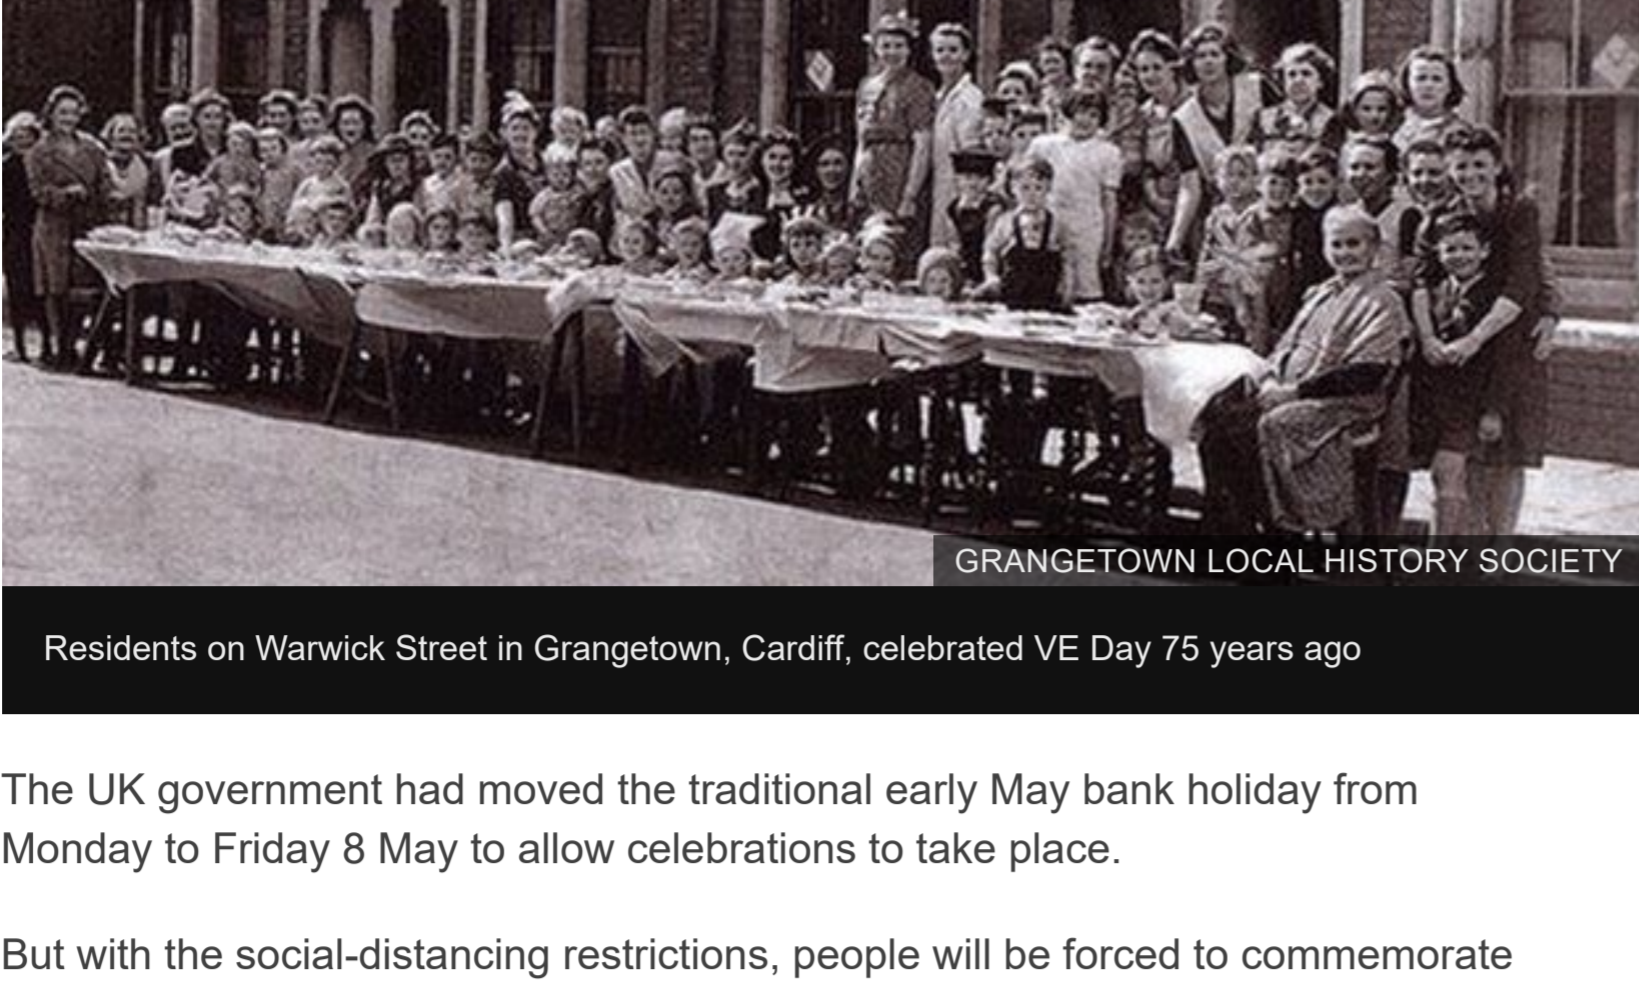 GRANGETOWN LOCAL HISTORY SOCIETY
Residents on Warwick Street in Grangetown, Cardiff, celebrated VE Day 75 years ago
The UK government had moved the traditional early May bank holiday from
Monday to Friday 8 May to allow celebrations to take place.
But with the social-distancing restrictions, people will be forced to commemorate